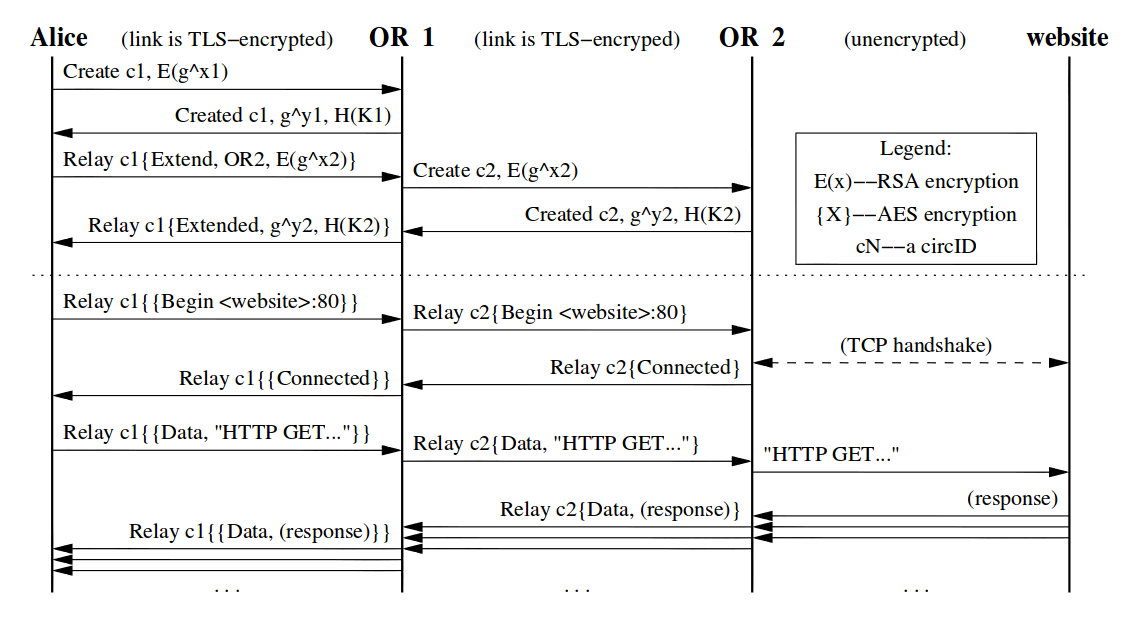 Alice (link is TLS−encrypted) OR 1 (link is TLS−encryped) OR 2 (unencrypted) website
Create c1, E(g^x1)
Created c1, g^y1, H(K1)
Relay c1{Extend, OR2, E(g^x2)}
Create c2, E(g^x2)
Created c2, g^y2, H(K2)
Relay c1{Extended, g^y2, H(K2)}
Legend:
E(x)−−RSA encryption
{X}−−AES encryption
cN−−a circID
Relay c1{{Begin <website>:80}}
Relay c2{Begin <website>:80}
(TCP handshake)
Relay c2{Connected}
Relay c1{{Connected}}
Relay c1{{Data, "HTTP GET..."}}
Relay c2{Data, "HTTP GET..."}
"HTTP GET..."
(response)
Relay c2{Data, (response)}
Relay c1{{Data, (response)}}
. . . . . . . . .